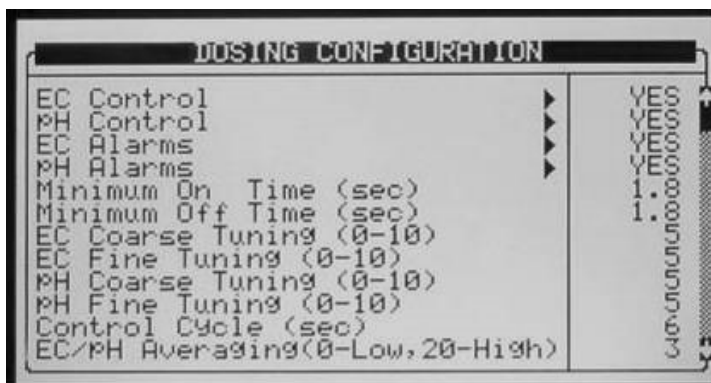 DOSING CONFIGURATION
EC Control YES
pH Control YES
EC Alarms YES
pH Alarms YES
Minimum On Time (sec) 1.8
Minimum Off Time (sec) 1.8
EC Coarse Tuning (0-10) 5
EC Fine Tuning (0-10) 5
pH Coarse Tuning (0-10) 5
pH Fine Tuning (0-10) 5
Control Cycle (sec) 6
EC/pH Averaging(0-Low,20-High) 3